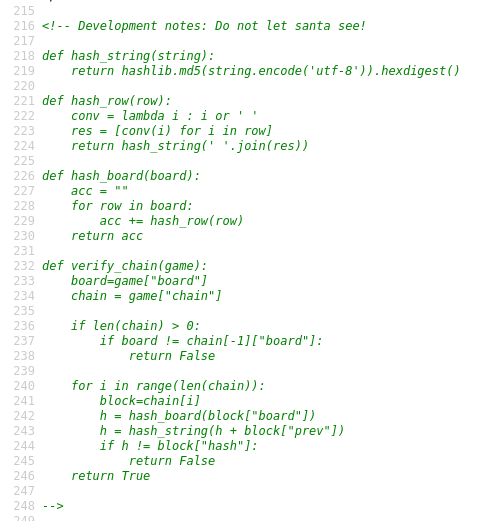 215
216 <!-- Development notes: Do not let santa see!
217
218 def hash_string(string):
219     return hashlib.md5(string.encode('utf-8')).hexdigest()
220
221 def hash_row(row):
222     conv = lambda i : i or ' '
223     res = [conv(i) for i in row]
224     return hash_string(' '.join(res))
225
226 def hash_board(board):
227     acc = ""
228     for row in board:
229         acc += hash_row(row)
230     return acc
231
232 def verify_chain(game):
233     board=game["board"]
234     chain = game["chain"]
235
236     if len(chain) > 0:
237         if board != chain[-1]["board"]:
238             return False
239
240     for i in range(len(chain)):
241         block=chain[i]
242         h = hash_board(block["board"])
243         h = hash_string(h + block["prev"])
244         if h != block["hash"]:
245             return False
246     return True
247
248 -->
249